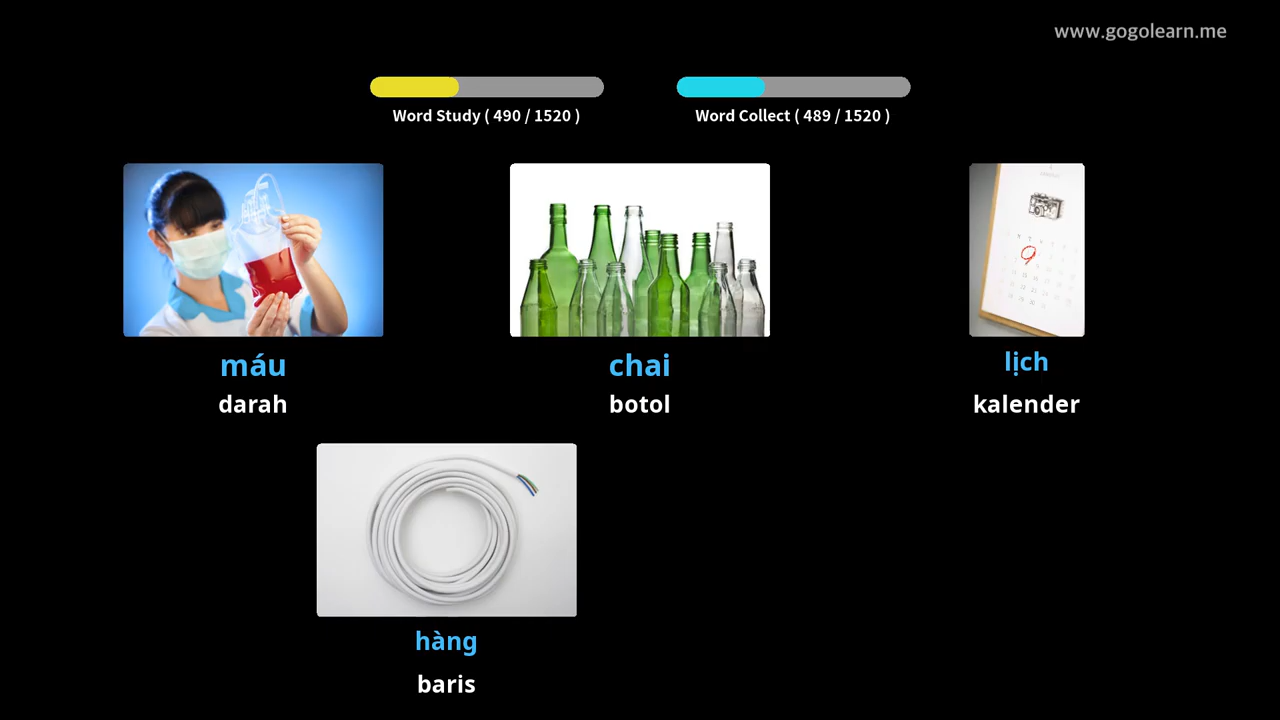 www.gogolearn.me
Word Study ( 490 / 1520 )
Word Collect ( 489 / 1520 )
máu
darah
chai
botol
lịch
kalender
hàng
baris